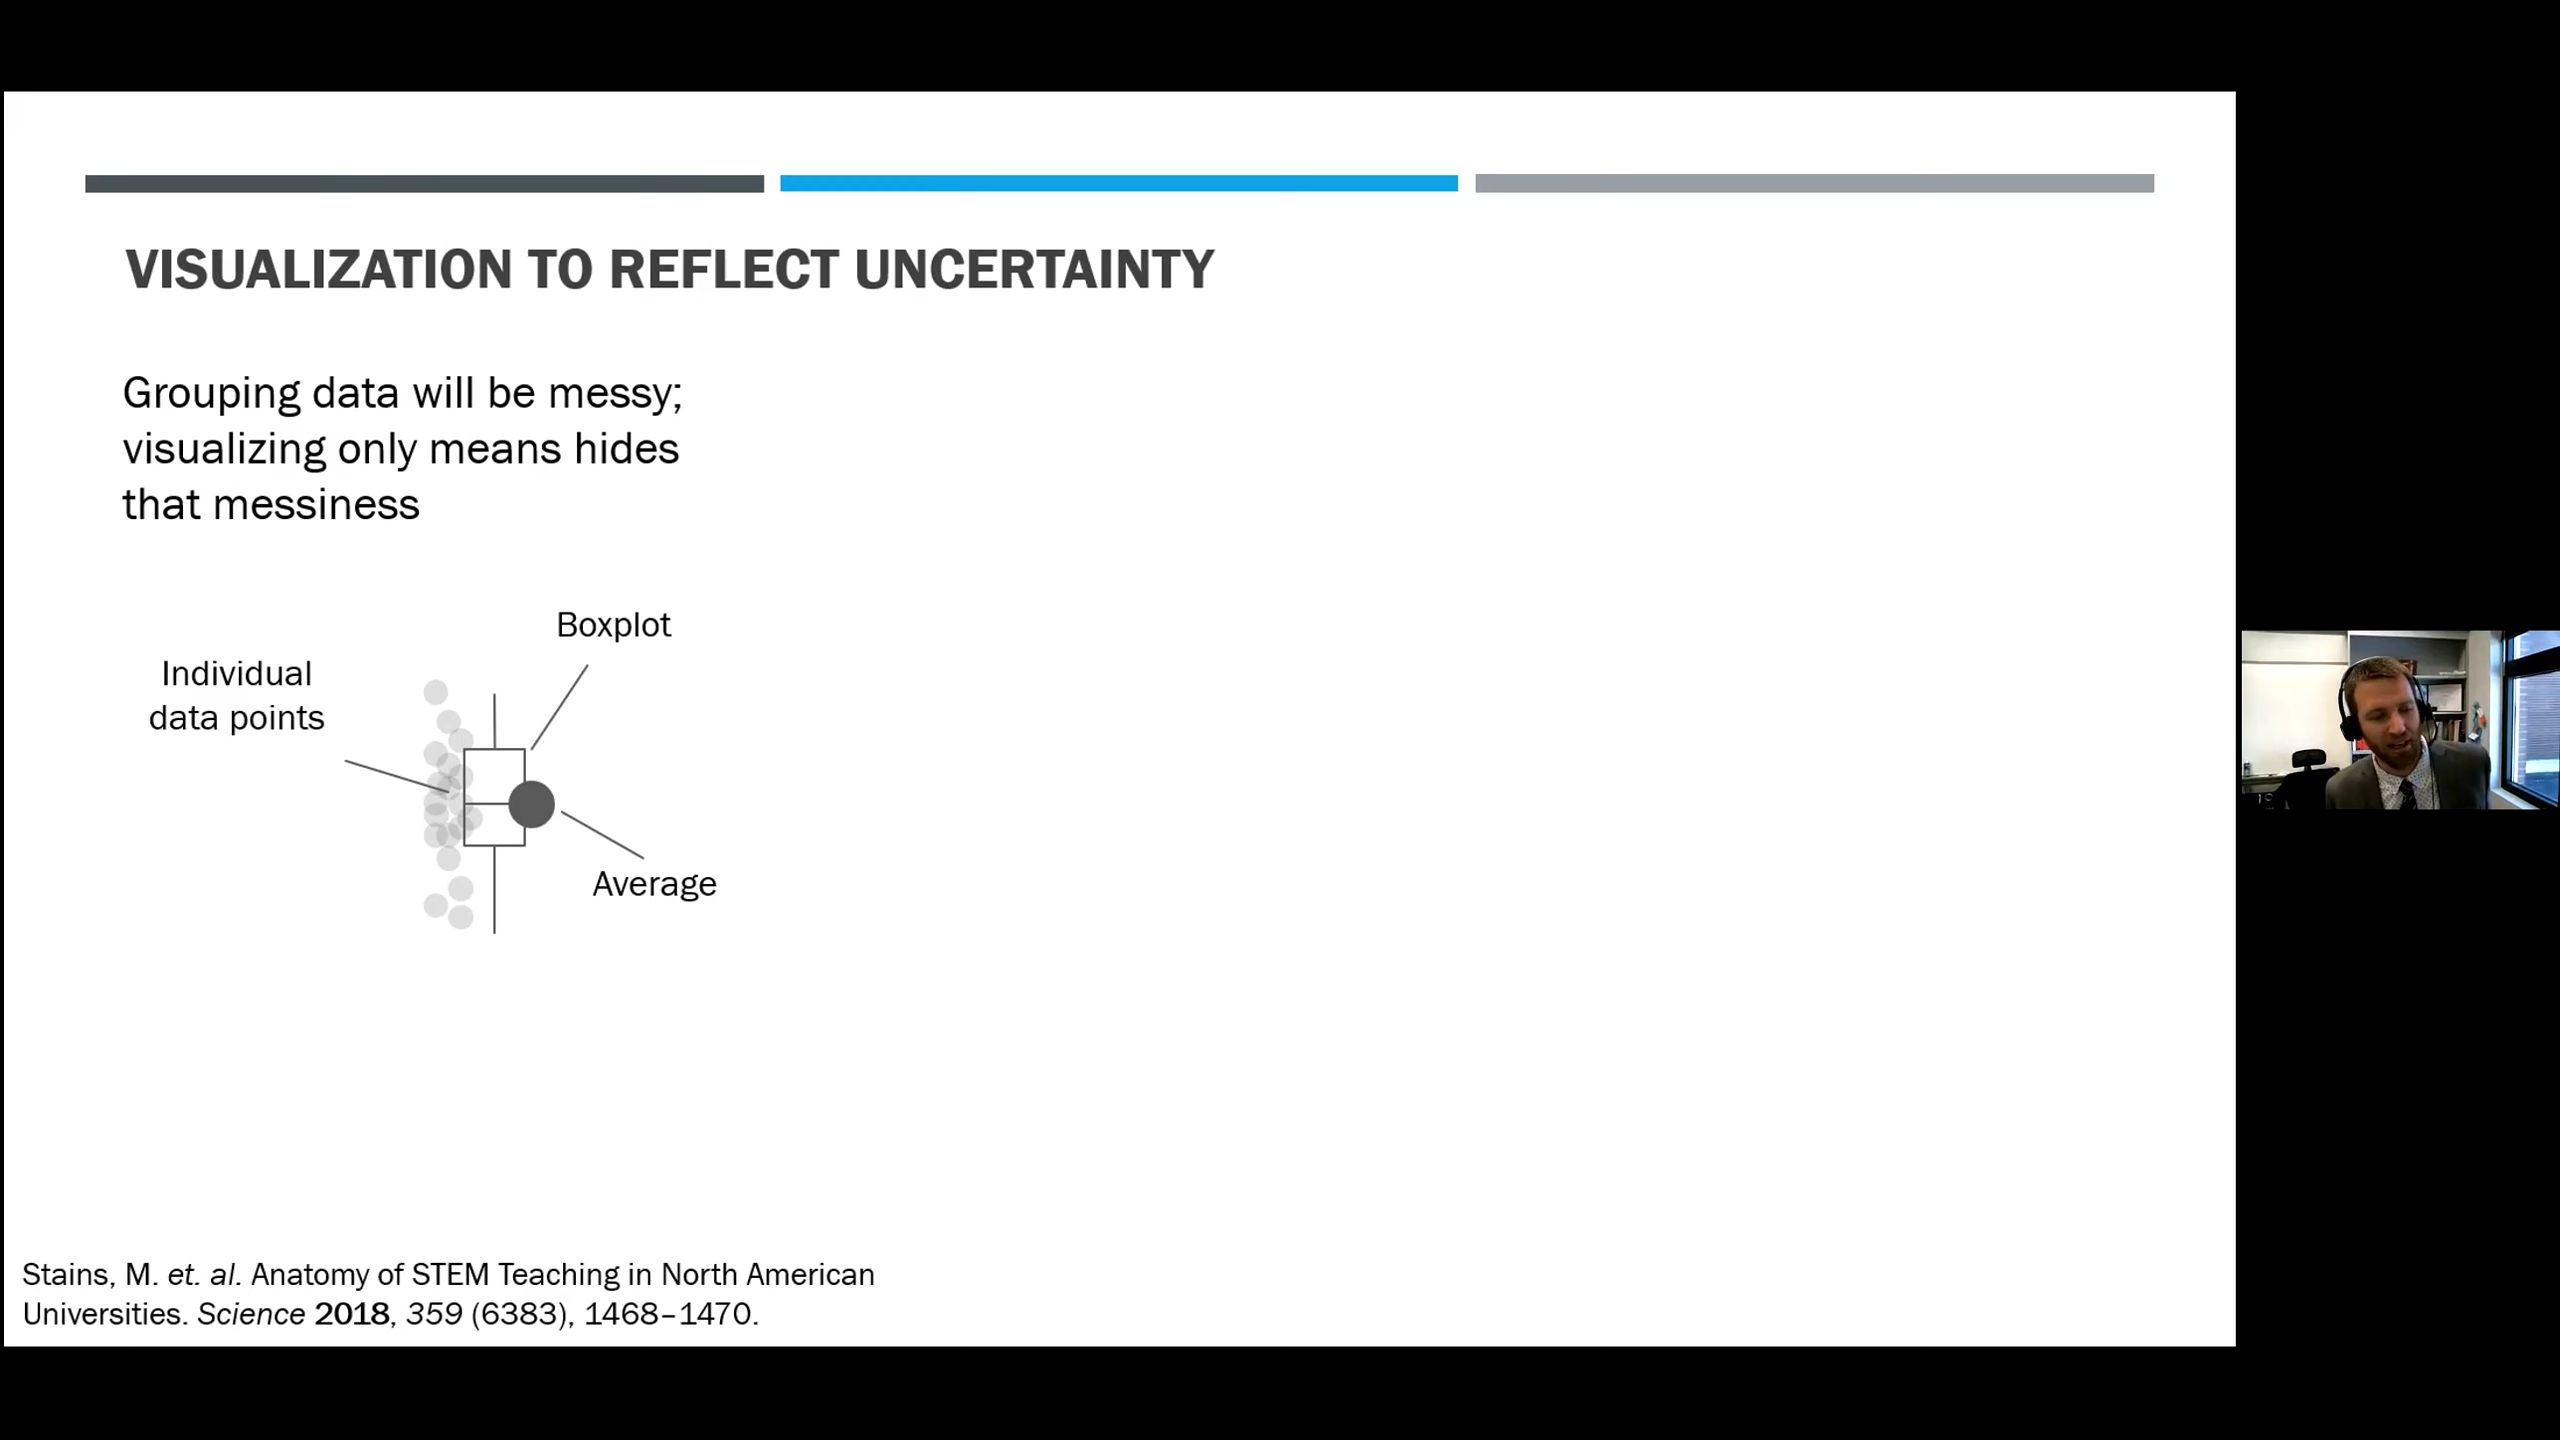 VISUALIZATION TO REFLECT UNCERTAINTY
Grouping data will be messy;
visualizing only means hides
that messiness
Boxplot
Individual
data points
Average
Stains, M. et. al. Anatomy of STEM Teaching in North American
Universities. Science 2018, 359 (6383), 1468–1470.